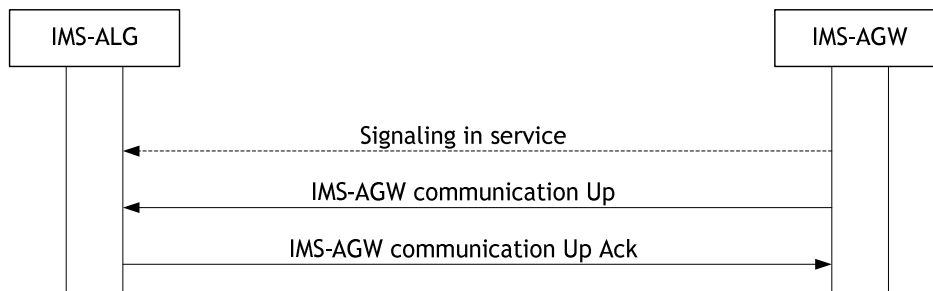 IMS-ALG
IMS-AGW
Signaling in service
IMS-AGW communication Up
IMS-AGW communication Up Ack